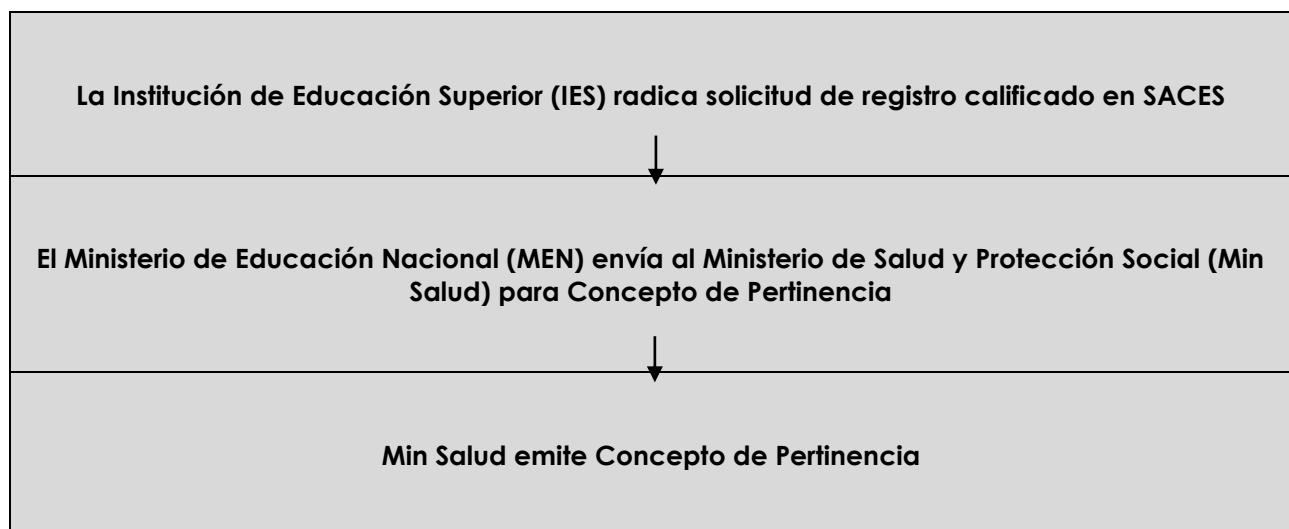 La Institución de Educación Superior (IES) radica solicitud de registro calificado en SACES
El Ministerio de Educación Nacional (MEN) envía al Ministerio de Salud y Protección Social (Min
Salud) para Concepto de Pertinencia
Min Salud emite Concepto de Pertinencia